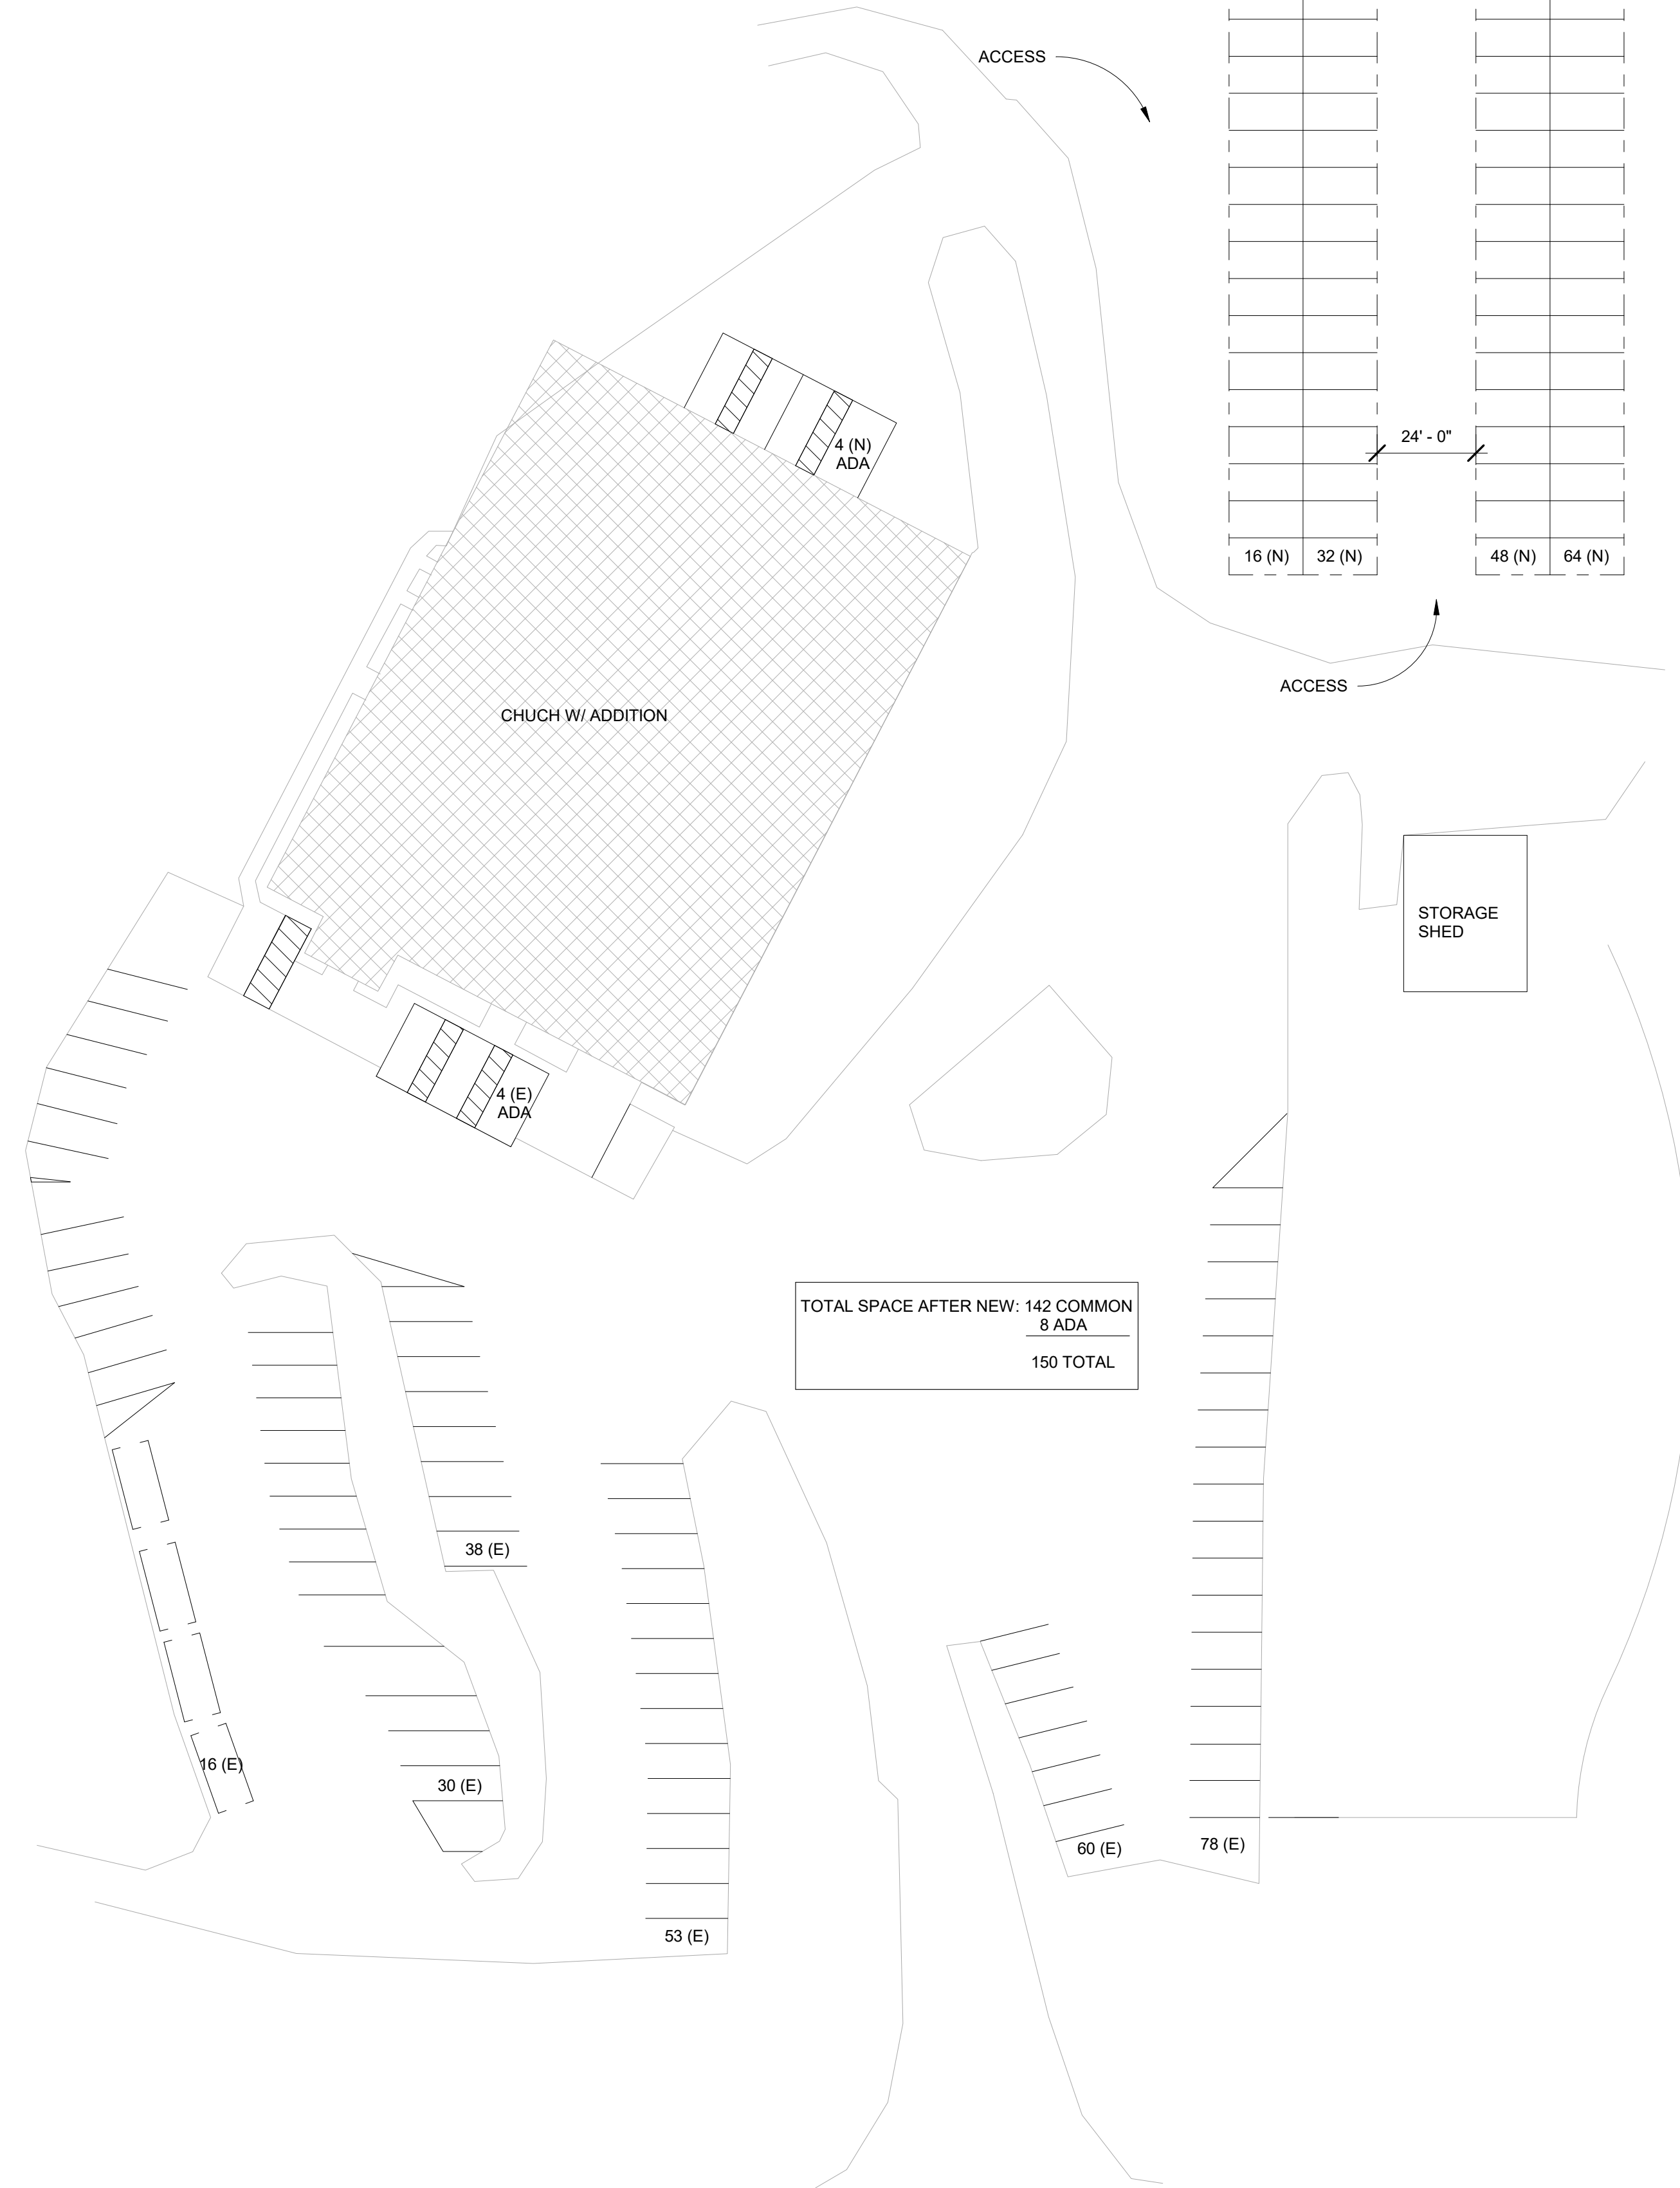 ACCESS
4 (N)
ADA
24' - 0"
16 (N)
32 (N)
48 (N)
64 (N)
ACCESS
CHUCH W/ ADDITION
STORAGE
SHED
4 (E)
ADA
TOTAL SPACE AFTER NEW: 142 COMMON
8 ADA
150 TOTAL
38 (E)
16 (E)
30 (E)
60 (E)
78 (E)
53 (E)